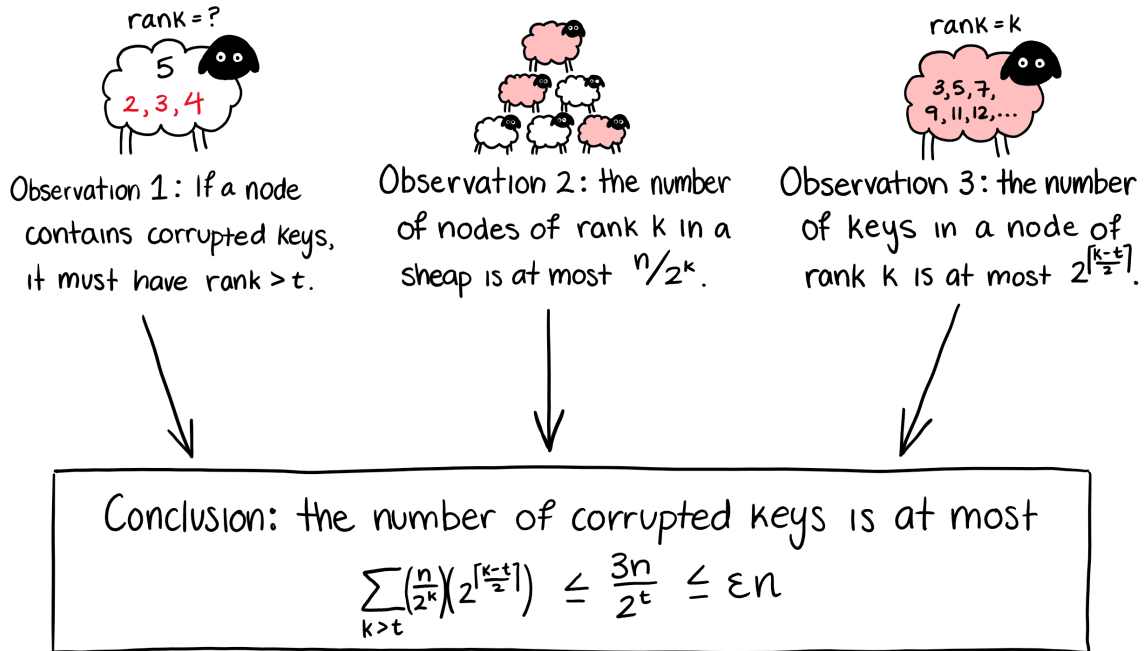 rank = ?
5
2, 3, 4
Observation 1: If a node
contains corrupted keys,
it must have rank > t.
Observation 2: the number
of nodes of rank k in a
sheap is at most n/2^k.
rank = k
3, 5, 7,
9, 11, 12, ...
Observation 3: the number
of keys in a node of
rank k is at most 2^⌈(k-t)/2⌉.
Conclusion: the number of corrupted keys is at most
∑_{k>t} (n/2^k)(2^⌈(k-t)/2⌉) ≤ 3n/2^t ≤ εn